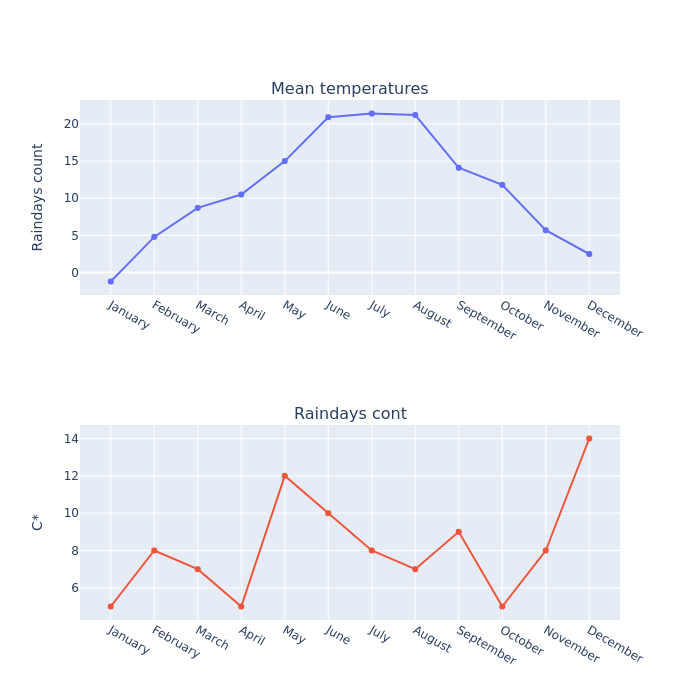 Mean temperatures
Raindays count
20
15
10
5
0
January February March April May June July August September October November December
Raindays cont
C*
14
12
10
8
6
January February March April May June July August September October November December